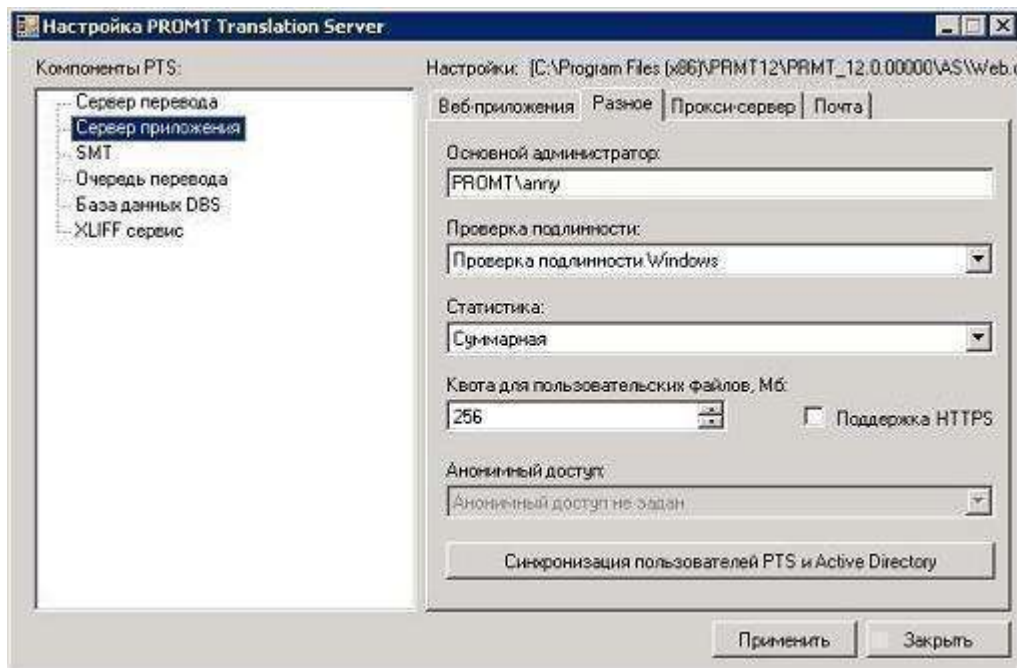 Настройка PROMT Translation Server
Компоненты PTS:
Сервер перевода
Сервер приложения
SMT
Очередь перевода
База данных DBS
XLIFF сервис
Настройки: [C:\Program Files (x86)\PRMT12\PRMT_12.0.00000\AS\Web.c
Веб-приложения
Разное
Прокси-сервер
Почта
Основной администратор:
PROMT\anny
Проверка подлинности:
Проверка подлинности Windows
Статистика:
Суммарная
Квота для пользовательских файлов, Мб:
256
Поддержка HTTPS
Анонимный доступ:
Анонимный доступ не задан
Синхронизация пользователей PTS и Active Directory
Применить
Закрыть